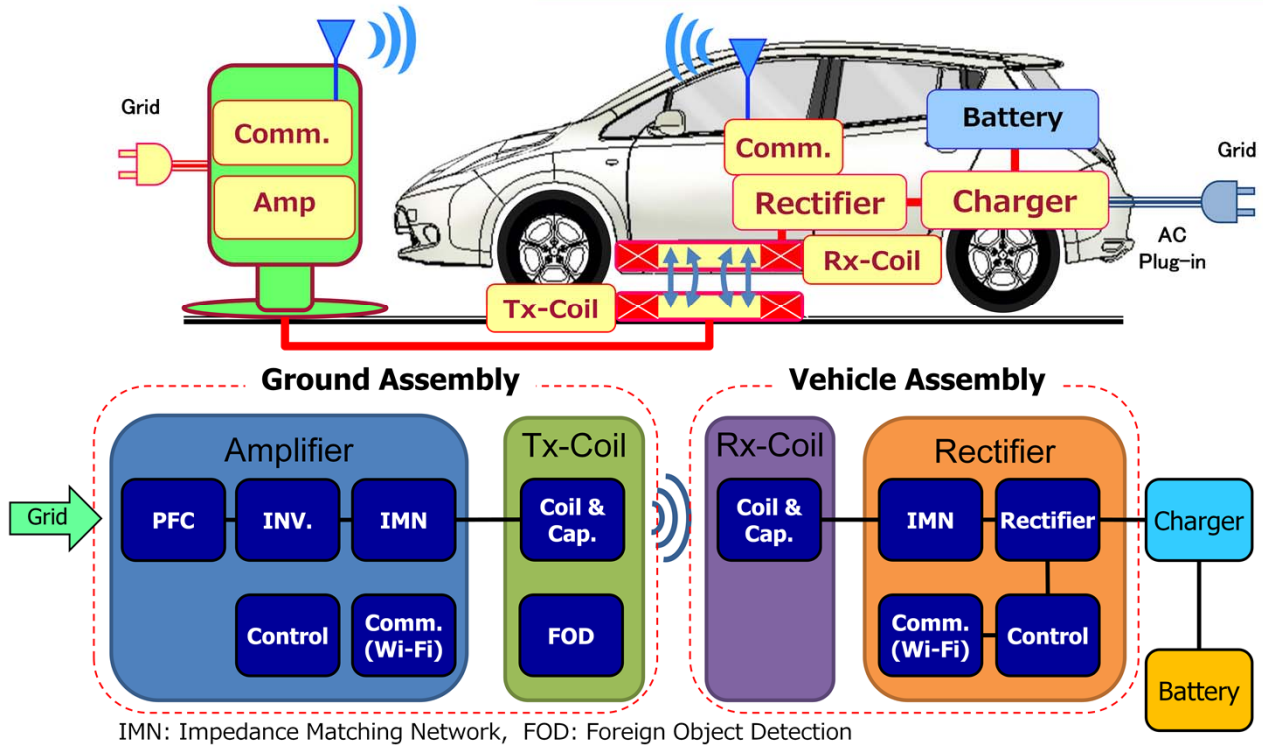 Grid
Comm.
Amp
Comm.
Battery
Rectifier
Charger
Grid
AC
Plug-in
Rx-Coil
Tx-Coil
Ground Assembly
Vehicle Assembly
Amplifier
Tx-Coil
Rx-Coil
Rectifier
Grid
PFC
INV.
IMN
Coil &
Cap.
Coil &
Cap.
IMN
Rectifier
Charger
Control
Comm.
(Wi-Fi)
FOD
Comm.
(Wi-Fi)
Control
Battery
IMN: Impedance Matching Network, FOD: Foreign Object Detection